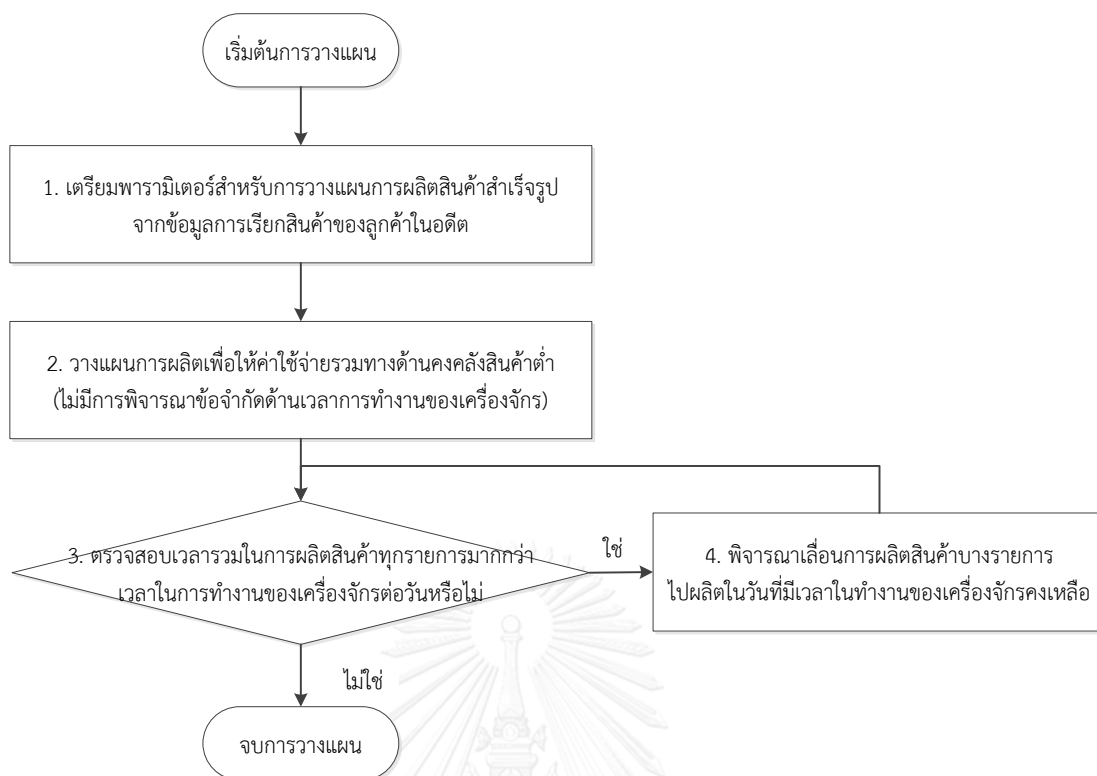 เริ่มต้นการวางแผน
1. เตรียมพารามิเตอร์สำหรับการวางแผนการผลิตสินค้าสำเร็จรูป
จากข้อมูลการเรียกสินค้าของลูกค้าในอดีต
2. วางแผนการผลิตเพื่อให้ค่าใช้จ่ายรวมทางด้านคงคลังสินค้าต่ำ
(ไม่มีการพิจารณาข้อจำกัดด้านเวลาการทำงานของเครื่องจักร)
3. ตรวจสอบเวลารวมในการผลิตสินค้าทุกรายการมากกว่า
เวลาในการทำงานของเครื่องจักรต่อวันหรือไม่
ใช่
4. พิจารณาเลื่อนการผลิตสินค้าบางรายการ
ไปผลิตในวันที่มีเวลาในทำงานของเครื่องจักรคงเหลือ
ไม่ใช่
จบการวางแผน